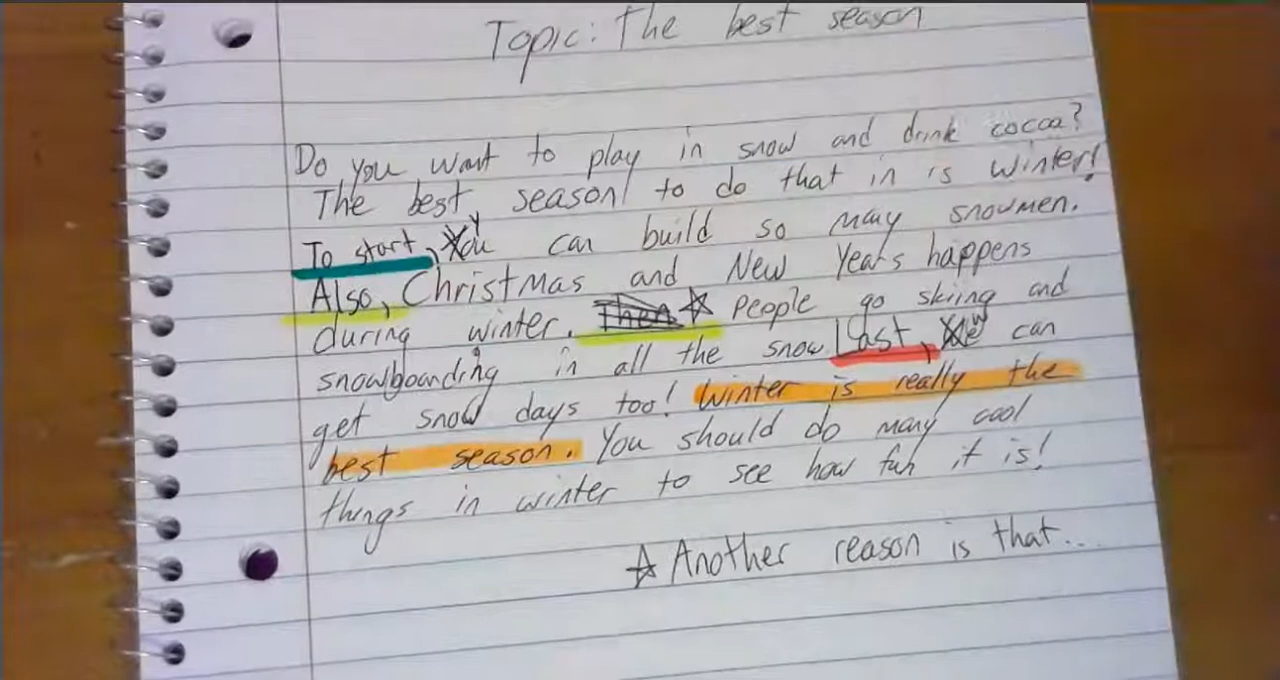 Topic: The best season
Do you want to play in snow and drink cocoa?
The best season to do that in is winter!
To start, you can build so many snowmen.
Also, Christmas and New Years happens
during winter. Then ☆ People go skiing and
snowboarding in all the snow. Last, we can
get snow days too! Winter is really the
best season. You should do many cool
things in winter to see how fun it is!
☆ Another reason is that...